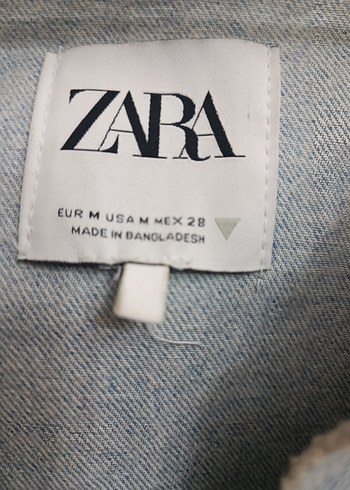 ZARA
EUR M USA M MEX 28
MADE IN BANGLADESH